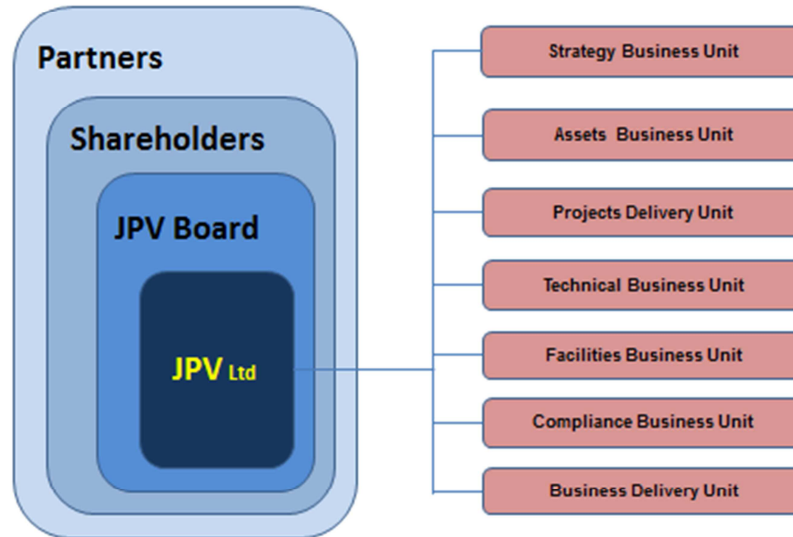 Partners
Shareholders
JPV Board
JPV Ltd
Strategy Business Unit
Assets Business Unit
Projects Delivery Unit
Technical Business Unit
Facilities Business Unit
Compliance Business Unit
Business Delivery Unit